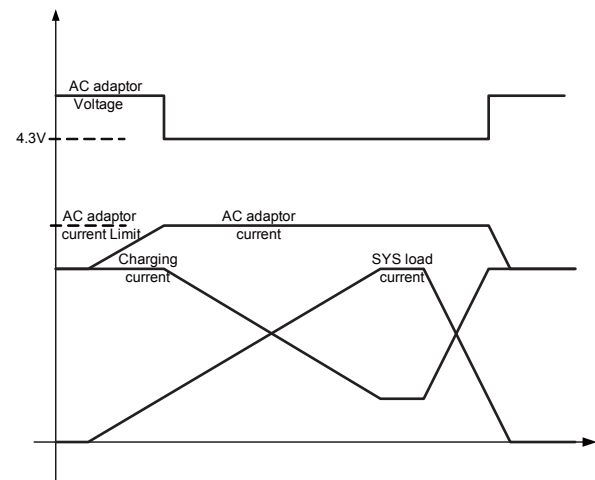 AC adaptor
Voltage
4.3V
AC adaptor
current Limit
AC adaptor
current
Charging
current
SYS load
current